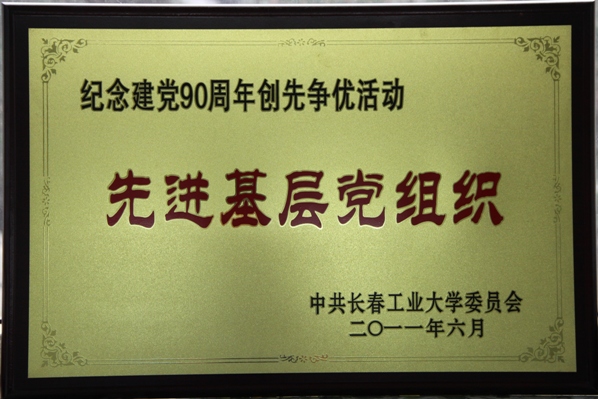 纪念建党90周年创先争优活动
先进基层党组织
中共长春工业大学委员会
二〇一一年六月